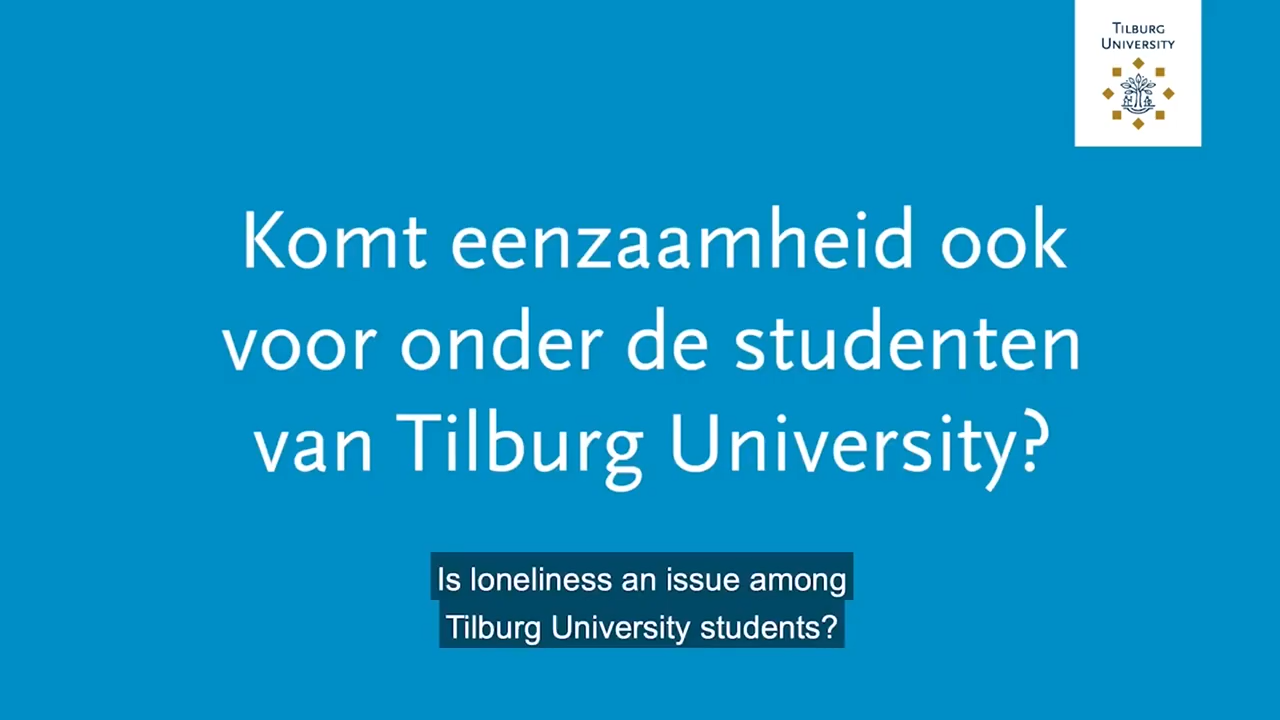 TILBURG
UNIVERSITY
Komt eenzaamheid ook
voor onder de studenten
van Tilburg University?
Is loneliness an issue among
Tilburg University students?